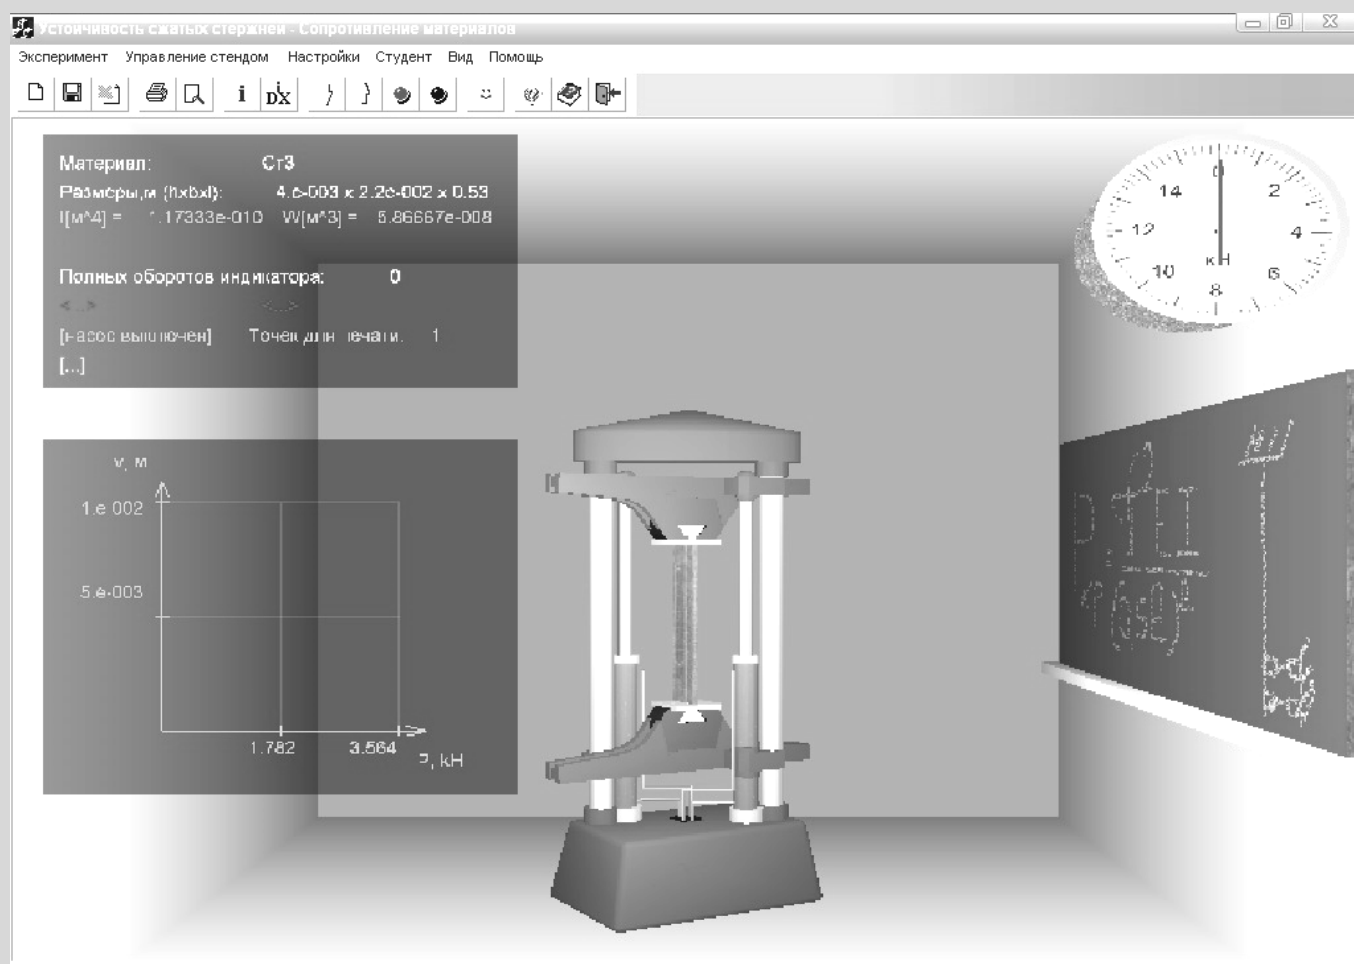 Устойчивость сжатых стержней - Сопротивление материалов
Эксперимент Управление стендом Настройки Студент Вид Помощь
i DX
Материал: Ст3
Размеры,м (hxbxl): 4.e-003 x 2.2e-002 x 0.53
I[м^4] = 1.17333e-010 W[м^3] = 5.86667e-008
Полных оборотов индикатора: 0
<...> <...>
[насос выключен] Точек для печати: 1
[...]
v, м
1.e-002
5.e-003
1.782 3.564
P, kH
0
14 2
12 4
кН
10 6
8